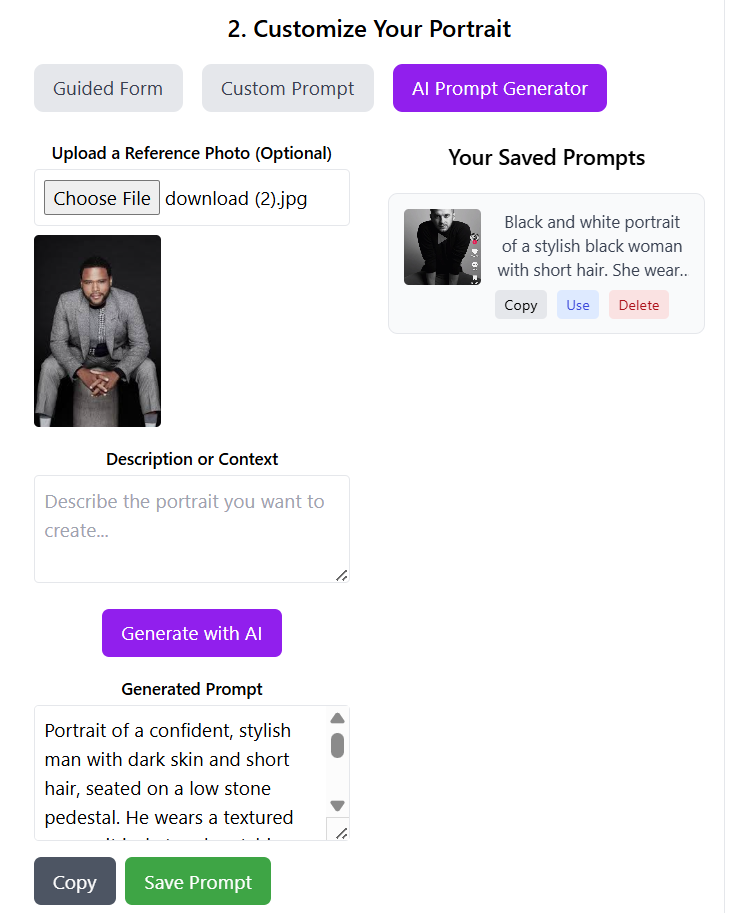 2. Customize Your Portrait
Guided Form
Custom Prompt
AI Prompt Generator
Upload a Reference Photo (Optional)
Choose File download (2).jpg
Description or Context
Describe the portrait you want to
create...
Generate with AI
Generated Prompt
Portrait of a confident, stylish
man with dark skin and short
hair, seated on a low stone
pedestal. He wears a textured
Copy
Save Prompt
Your Saved Prompts
Black and white portrait
of a stylish black woman
with short hair. She wear...
Copy
Use
Delete